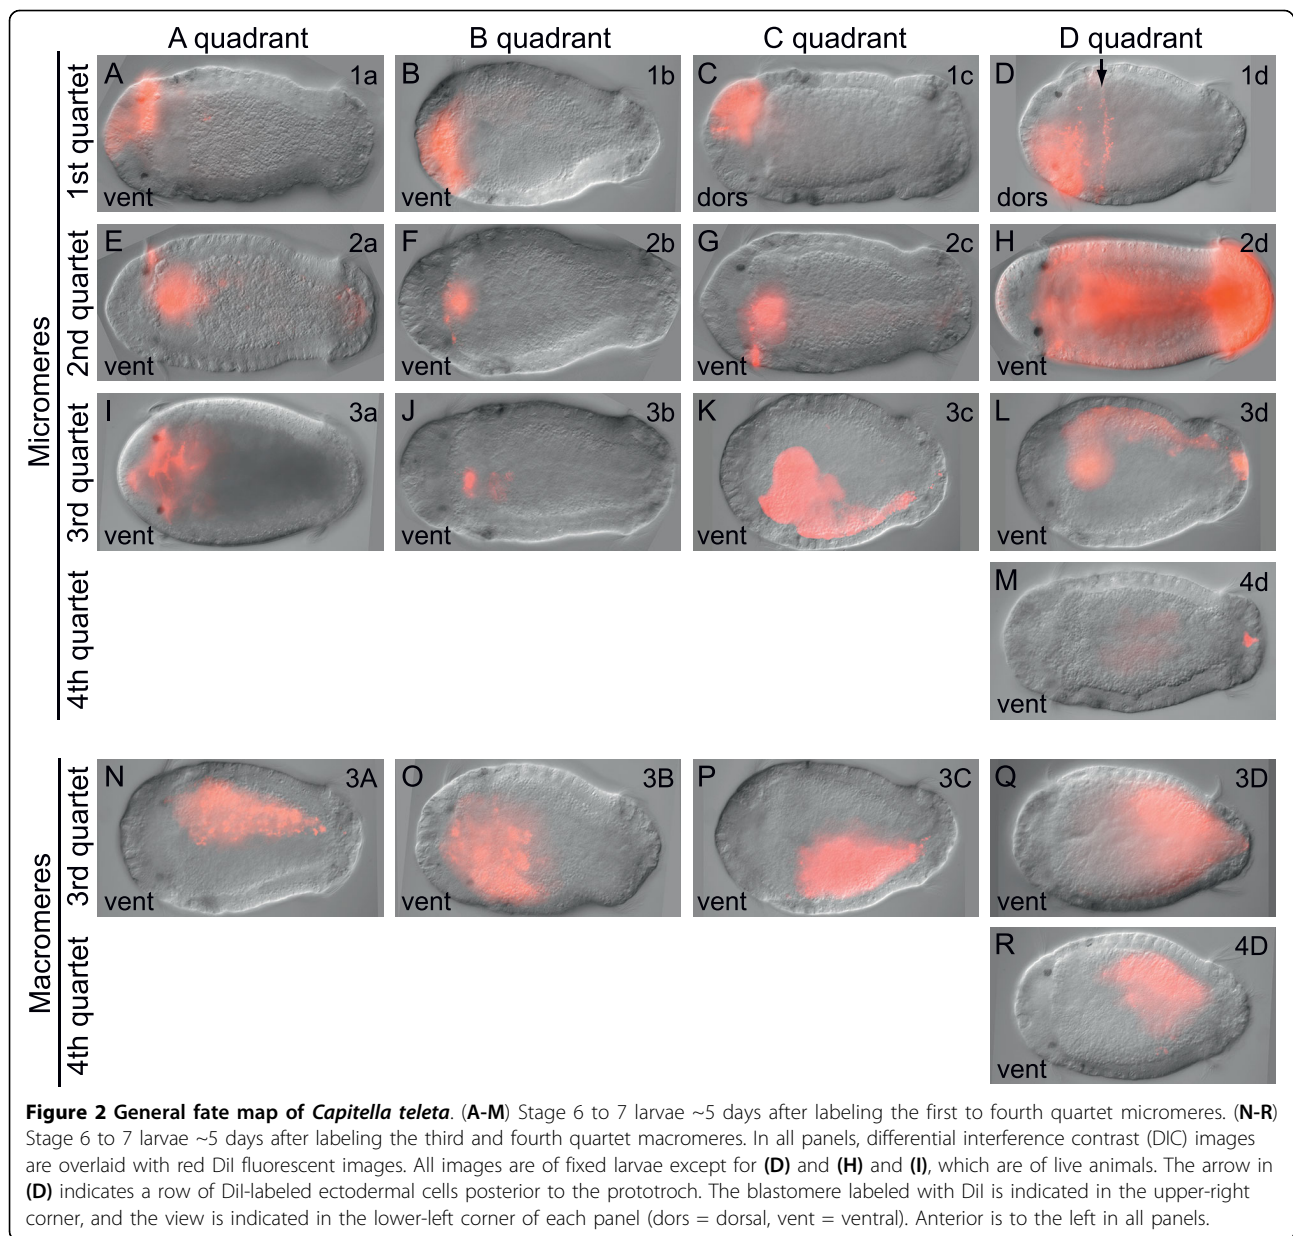 A quadrant B quadrant C quadrant D quadrant
Micromeres
1st quartet
A 1a vent
B 1b vent
C 1c dors
D 1d dors
2nd quartet
E 2a vent
F 2b vent
G 2c vent
H 2d vent
3rd quartet
I 3a vent
J 3b vent
K 3c vent
L 3d vent
4th quartet
M 4d vent
Macromeres
3rd quartet
N 3A vent
O 3B vent
P 3C vent
Q 3D vent
4th quartet
R 4D vent
Figure 2 General fate map of Capitella teleta. (A-M) Stage 6 to 7 larvae ~5 days after labeling the first to fourth quartet micromeres. (N-R)
Stage 6 to 7 larvae ~5 days after labeling the third and fourth quartet macromeres. In all panels, differential interference contrast (DIC) images
are overlaid with red DiI fluorescent images. All images are of fixed larvae except for (D) and (H) and (I), which are of live animals. The arrow in
(D) indicates a row of DiI-labeled ectodermal cells posterior to the prototroch. The blastomere labeled with DiI is indicated in the upper-right
corner, and the view is indicated in the lower-left corner of each panel (dors = dorsal, vent = ventral). Anterior is to the left in all panels.